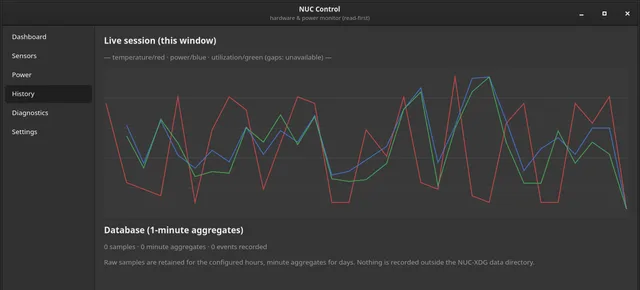 NUC Control
hardware & power monitor (read-first)
Dashboard
Sensors
Power
History
Diagnostics
Settings
Live session (this window)
— temperature/red · power/blue · utilization/green (gaps: unavailable) —
Database (1-minute aggregates)
0 samples · 0 minute aggregates · 0 events recorded
Raw samples are retained for the configured hours, minute aggregates for days. Nothing is recorded outside the NUC-XDG data directory.